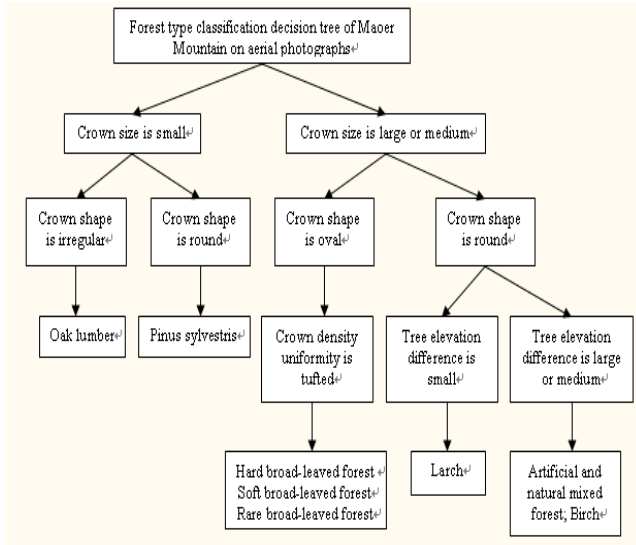 Forest type classification decision tree of Maoer
Mountain on aerial photographs
Crown size is small
Crown size is large or medium
Crown shape
is irregular
Crown shape
is round
Crown shape
is oval
Crown shape
is round
Oak lumber
Pinus sylvestris
Crown density
uniformity is
tufted
Tree elevation
difference is
small
Tree elevation
difference is large
or medium
Hard broad-leaved forest
Soft broad-leaved forest
Rare broad-leaved forest
Larch
Artificial and
natural mixed
forest; Birch